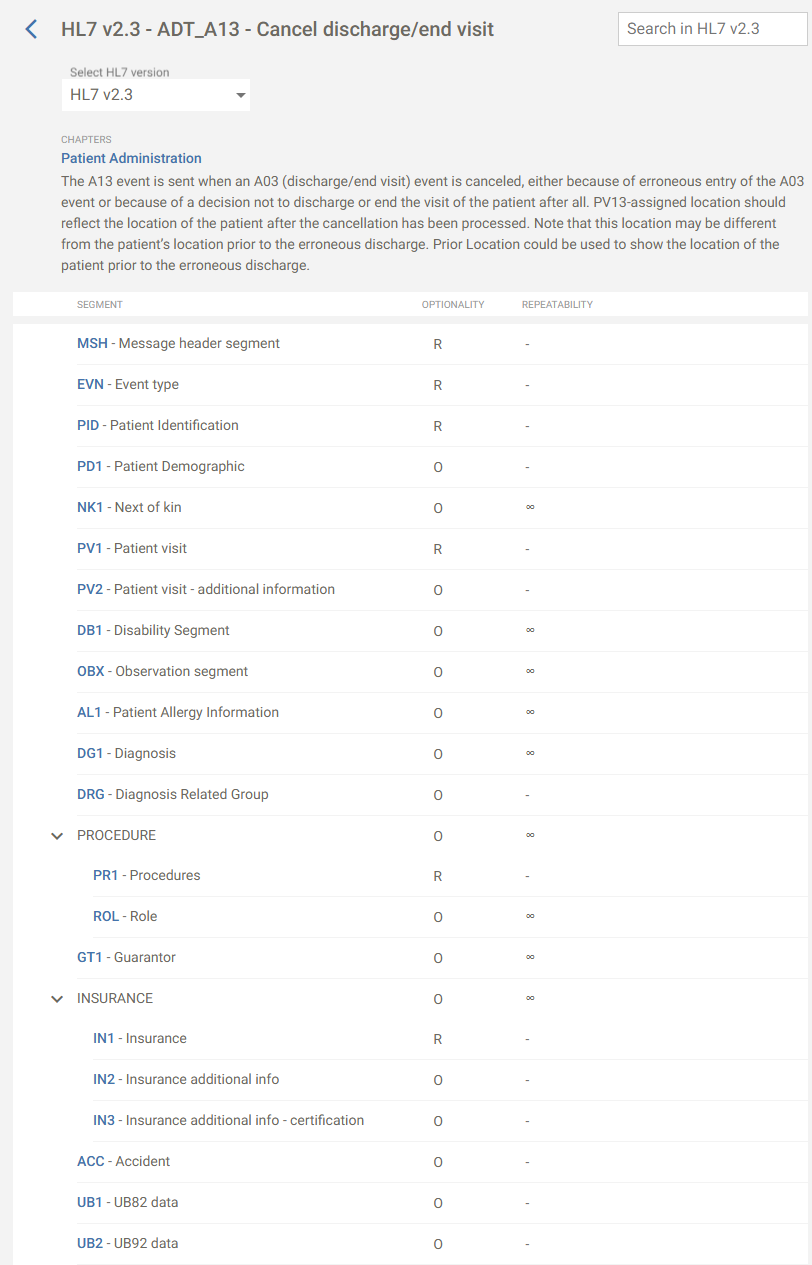 HL7 v2.3 - ADT_A13 - Cancel discharge/end visit
Search in HL7 v2.3
Select HL7 version
HL7 v2.3
CHAPTERS
Patient Administration
The A13 event is sent when an A03 (discharge/end visit) event is canceled, either because of erroneous entry of the A03
event or because of a decision not to discharge or end the visit of the patient after all. PV13-assigned location should
reflect the location of the patient after the cancellation has been processed. Note that this location may be different
from the patient’s location prior to the erroneous discharge. Prior Location could be used to show the location of the
patient prior to the erroneous discharge.
SEGMENT OPTIONALITY REPEATABILITY
MSH - Message header segment R -
EVN - Event type R -
PID - Patient Identification R -
PD1 - Patient Demographic O -
NK1 - Next of kin O ∞
PV1 - Patient visit R -
PV2 - Patient visit - additional information O -
DB1 - Disability Segment O ∞
OBX - Observation segment O ∞
AL1 - Patient Allergy Information O ∞
DG1 - Diagnosis O ∞
DRG - Diagnosis Related Group O -
PROCEDURE O ∞
PR1 - Procedures R -
ROL - Role O ∞
GT1 - Guarantor O ∞
INSURANCE O ∞
IN1 - Insurance R -
IN2 - Insurance additional info O -
IN3 - Insurance additional info - certification O -
ACC - Accident O -
UB1 - UB82 data O -
UB2 - UB92 data O -